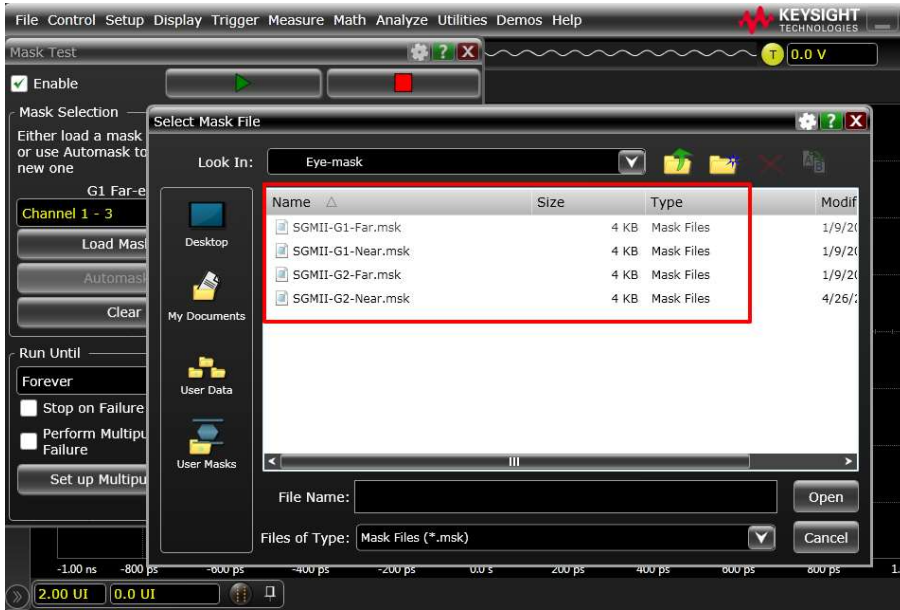 File Control Setup Display Trigger Measure Math Analyze Utilities Demos Help
KEYSIGHT
TECHNOLOGIES
Mask Test
?
X
T
0.0 V
Enable
Mask Selection
Either load a mask
or use Automask to
new one
G1 Far-e
Channel 1 - 3
Load Mas
Automas
Clear
Run Until
Forever
Stop on Failure
Perform Multipu
Failure
Set up Multipu
Select Mask File
?
X
Look In:
Eye-mask
Desktop
My Documents
User Data
User Masks
Name Size Type Modif
SGMII-G1-Far.msk 4 KB Mask Files 1/9/20
SGMII-G1-Near.msk 4 KB Mask Files 1/9/20
SGMII-G2-Far.msk 4 KB Mask Files 1/9/20
SGMII-G2-Near.msk 4 KB Mask Files 4/26/2
File Name:
Open
Files of Type: Mask Files (*.msk)
Cancel
-1.00 ns -800 ps -600 ps -400 ps -200 ps 0.0 s 200 ps 400 ps 600 ps 800 ps 1.
2.00 UI 0.0 UI